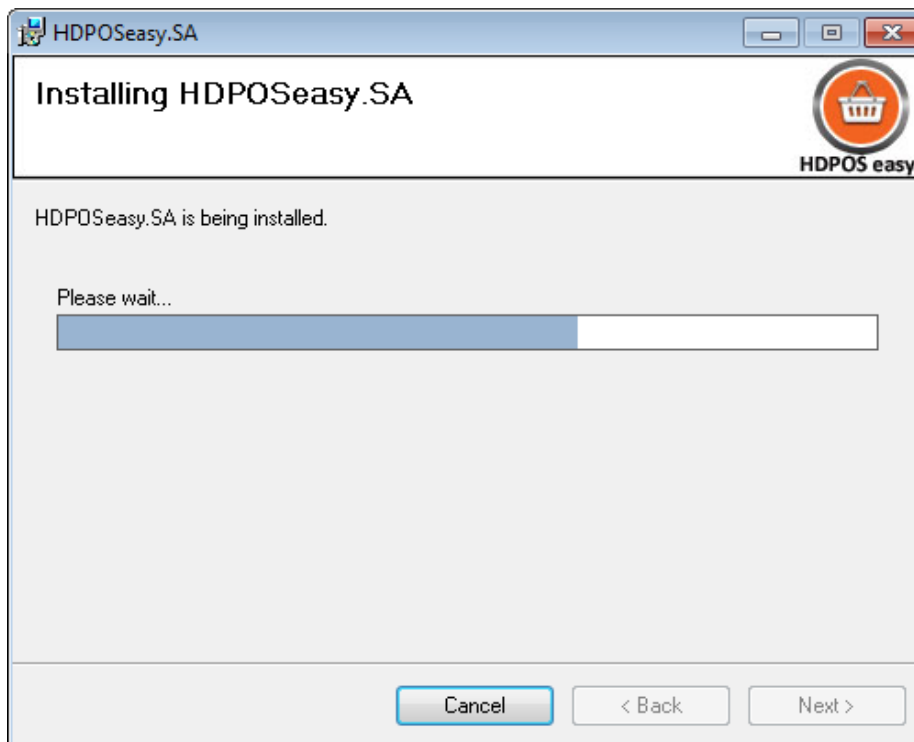 HDPOSeasy.SA
Installing HDPOSeasy.SA
HDPOS easy
HDPOSeasy.SA is being installed.
Please wait...
Cancel
< Back
Next >